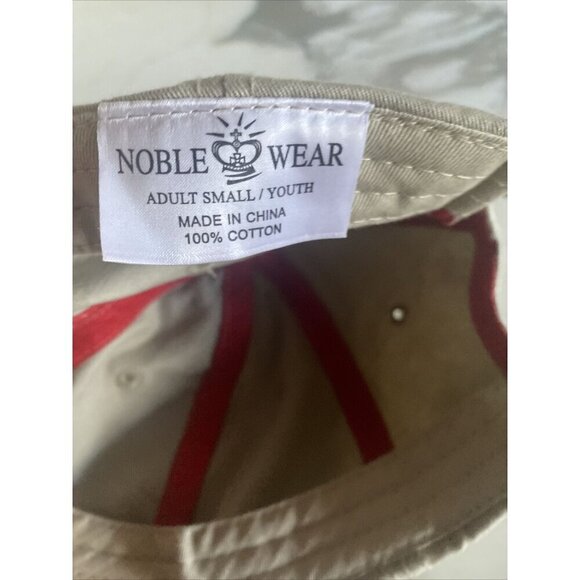 NOBLE WEAR
ADULT SMALL / YOUTH
MADE IN CHINA
100% COTTON